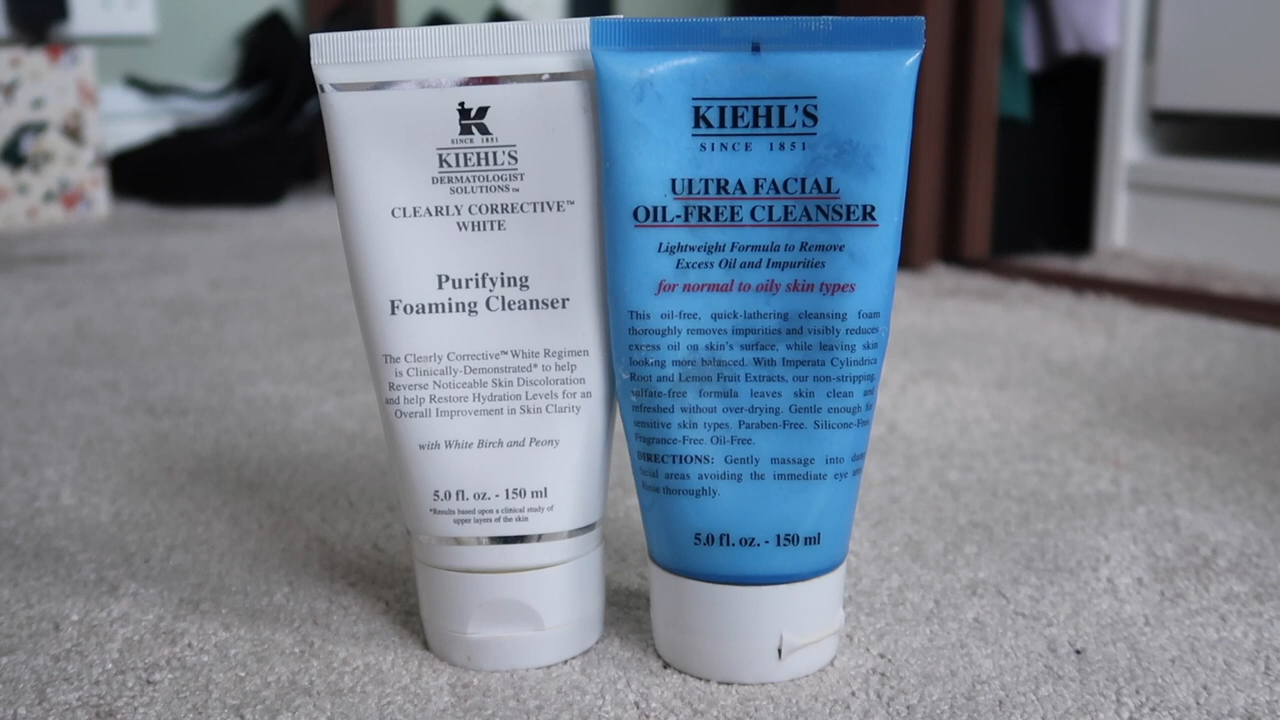 K
SINCE 1851
KIEHL'S
DERMATOLOGIST
SOLUTIONS™
CLEARLY CORRECTIVE™
WHITE
Purifying
Foaming Cleanser
The Clearly Corrective™ White Regimen
is Clinically-Demonstrated* to help
Reverse Noticeable Skin Discoloration
and help Restore Hydration Levels for an
Overall Improvement in Skin Clarity
with White Birch and Peony
5.0 fl. oz. - 150 ml
*Results based upon a clinical study of
upper layers of the skin
KIEHL'S
SINCE 1851
ULTRA FACIAL
OIL-FREE CLEANSER
Lightweight Formula to Remove
Excess Oil and Impurities
for normal to oily skin types
This oil-free, quick-lathering cleansing foam
thoroughly removes impurities and visibly reduces
excess oil on skin's surface, while leaving skin
looking more balanced. With Imperata Cylindrica
Root and Lemon Fruit Extracts, our non-stripping,
sulfate-free formula leaves skin clean and
refreshed without over-drying. Gentle enough for
sensitive skin types. Paraben-Free. Silicone-Free.
Fragrance-Free. Oil-Free.
DIRECTIONS: Gently massage into
facial areas avoiding the immediate eye
Rinse thoroughly.
5.0 fl. oz. - 150 ml